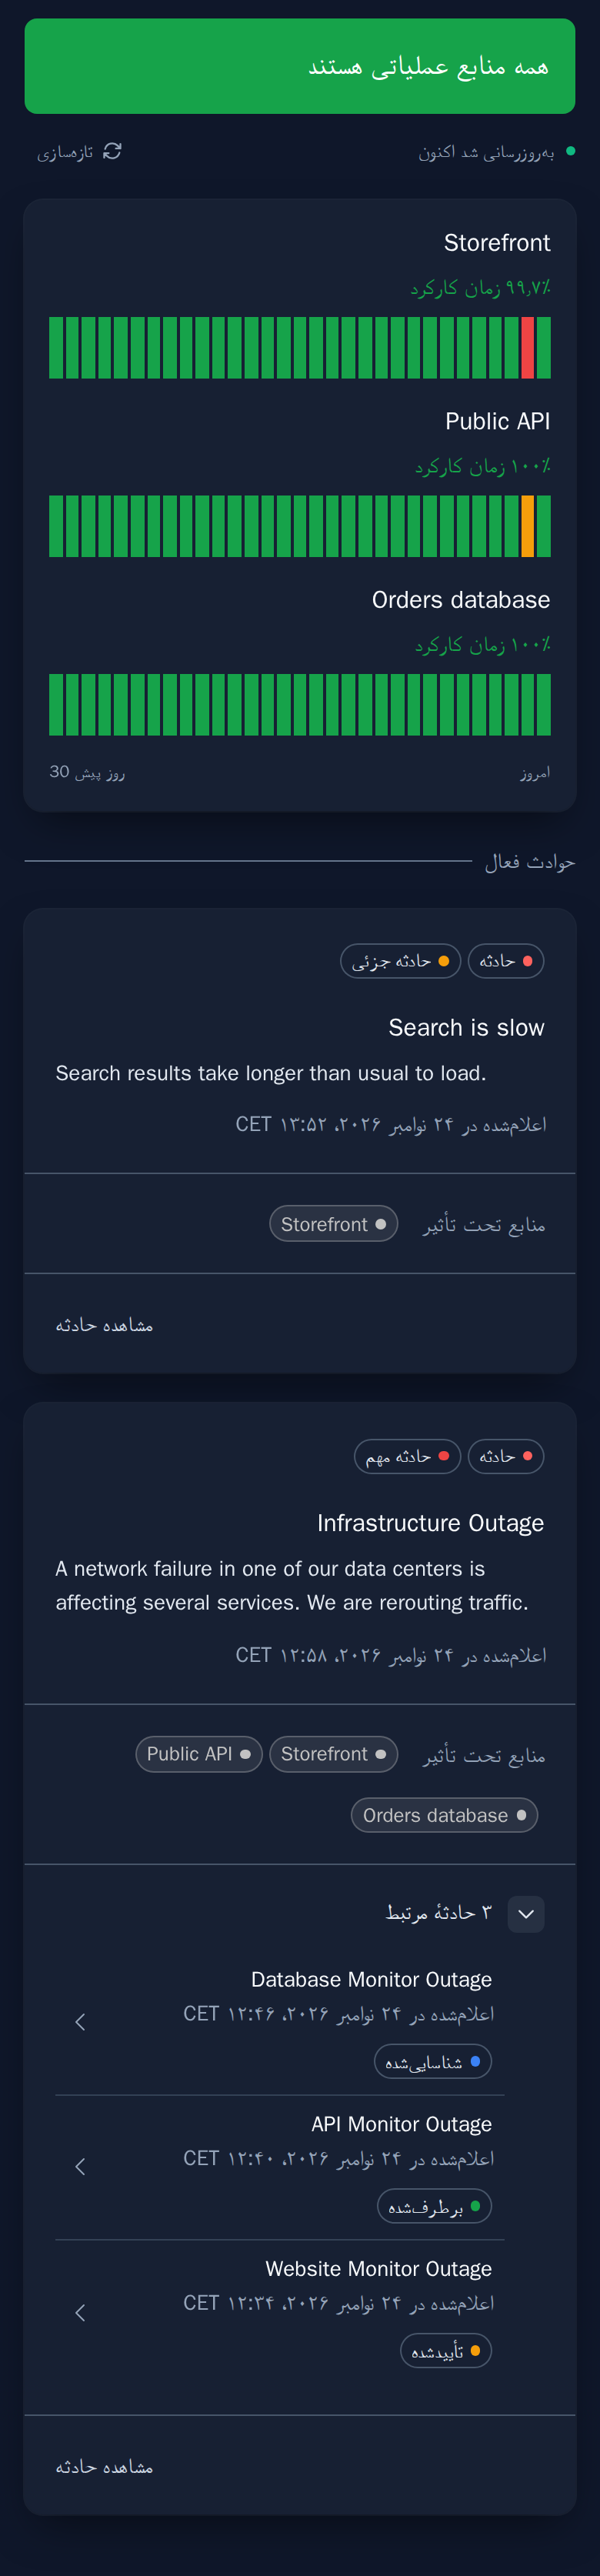 همه منابع عملیاتی هستند
به‌روزرسانی شد اکنون
تازه‌سازی
Storefront
۹۹٫۷٪ زمان کارکرد
Public API
۱۰۰٪ زمان کارکرد
Orders database
۱۰۰٪ زمان کارکرد
امروز
30 روز پیش
حوادث فعال
حادثه
حادثه جزئی
Search is slow
Search results take longer than usual to load.
اعلام‌شده در ۲۴ نوامبر ۲۰۲۶، ۱۳:۵۲ CET
منابع تحت تأثیر
Storefront
مشاهده حادثه
حادثه
حادثه مهم
Infrastructure Outage
A network failure in one of our data centers is
affecting several services. We are rerouting traffic.
اعلام‌شده در ۲۴ نوامبر ۲۰۲۶، ۱۲:۵۸ CET
منابع تحت تأثیر
Storefront
Public API
Orders database
۳ حادثهٔ مرتبط
Database Monitor Outage
اعلام‌شده در ۲۴ نوامبر ۲۰۲۶، ۱۲:۴۶ CET
شناسایی‌شده
API Monitor Outage
اعلام‌شده در ۲۴ نوامبر ۲۰۲۶، ۱۲:۴۰ CET
برطرف‌شده
Website Monitor Outage
اعلام‌شده در ۲۴ نوامبر ۲۰۲۶، ۱۲:۳۴ CET
تأییدشده
مشاهده حادثه